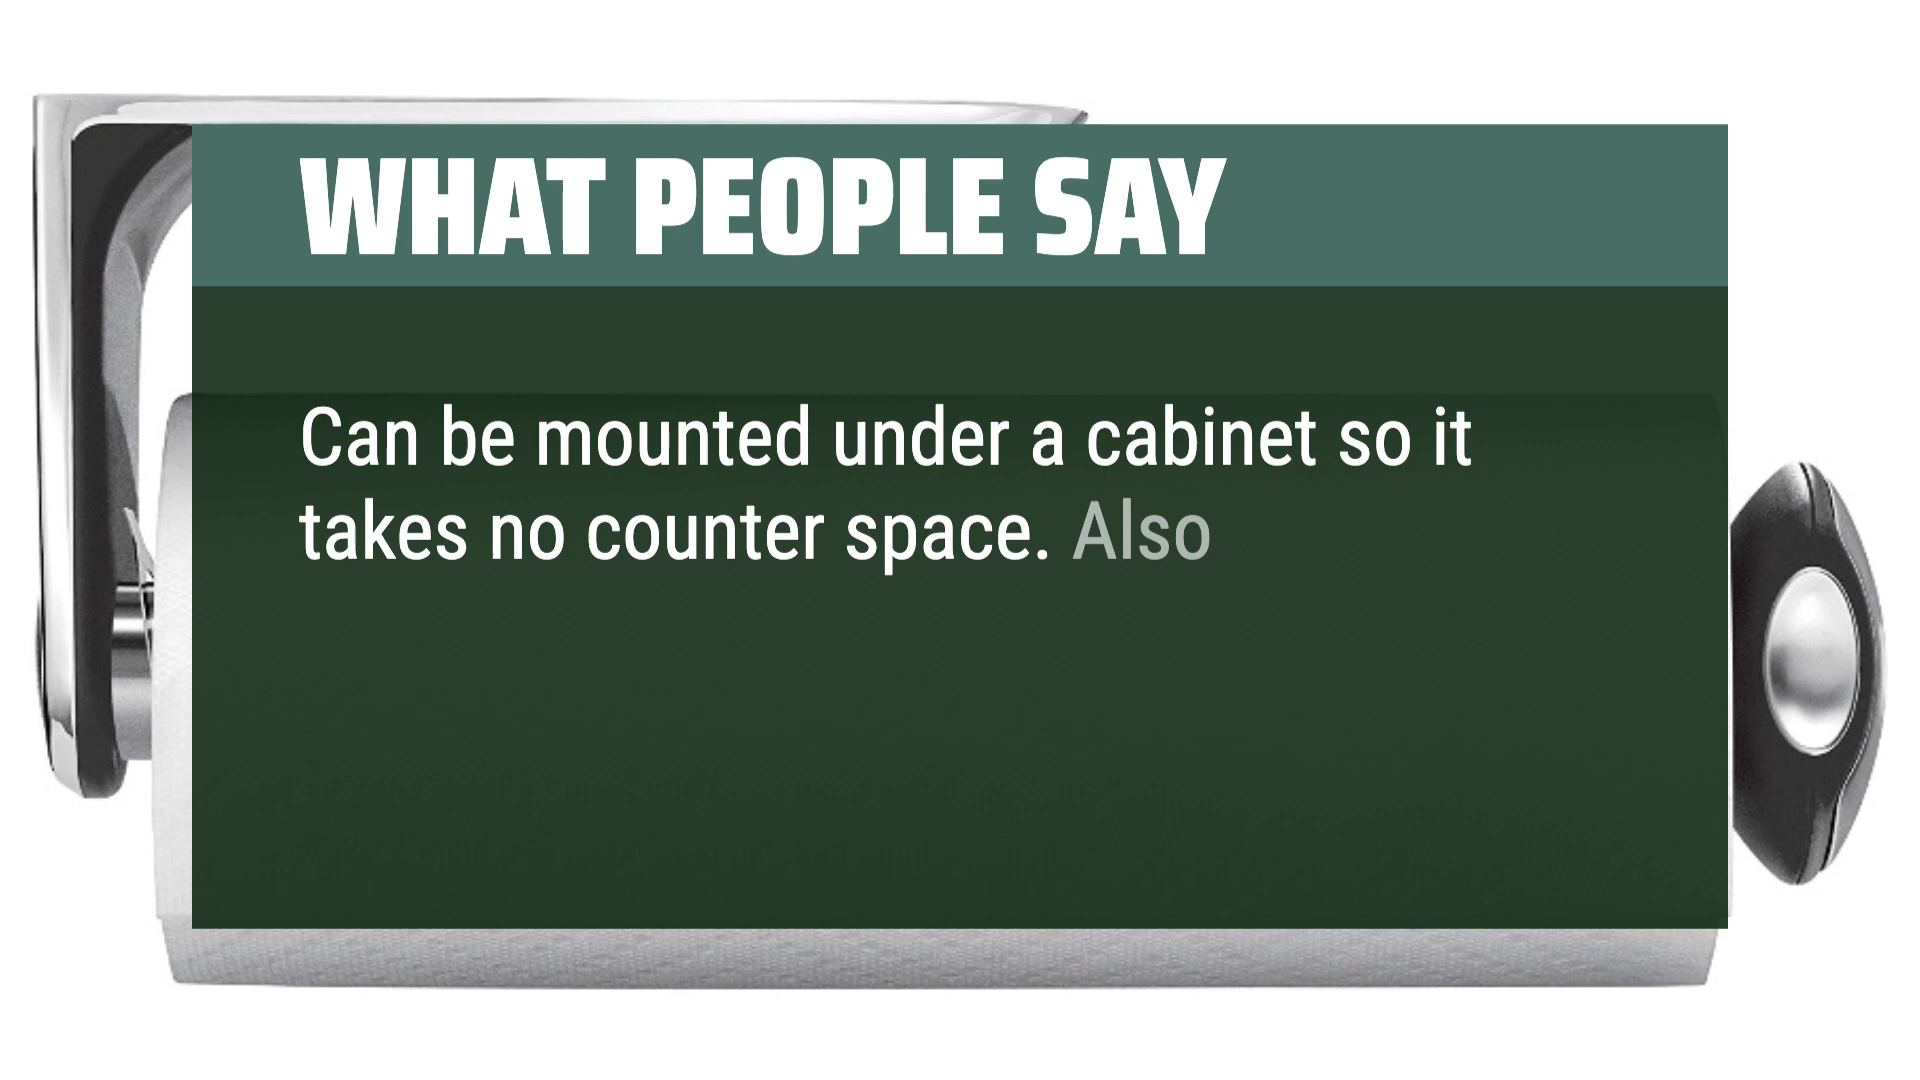 WHAT PEOPLE SAY
Can be mounted under a cabinet so it
takes no counter space. Also